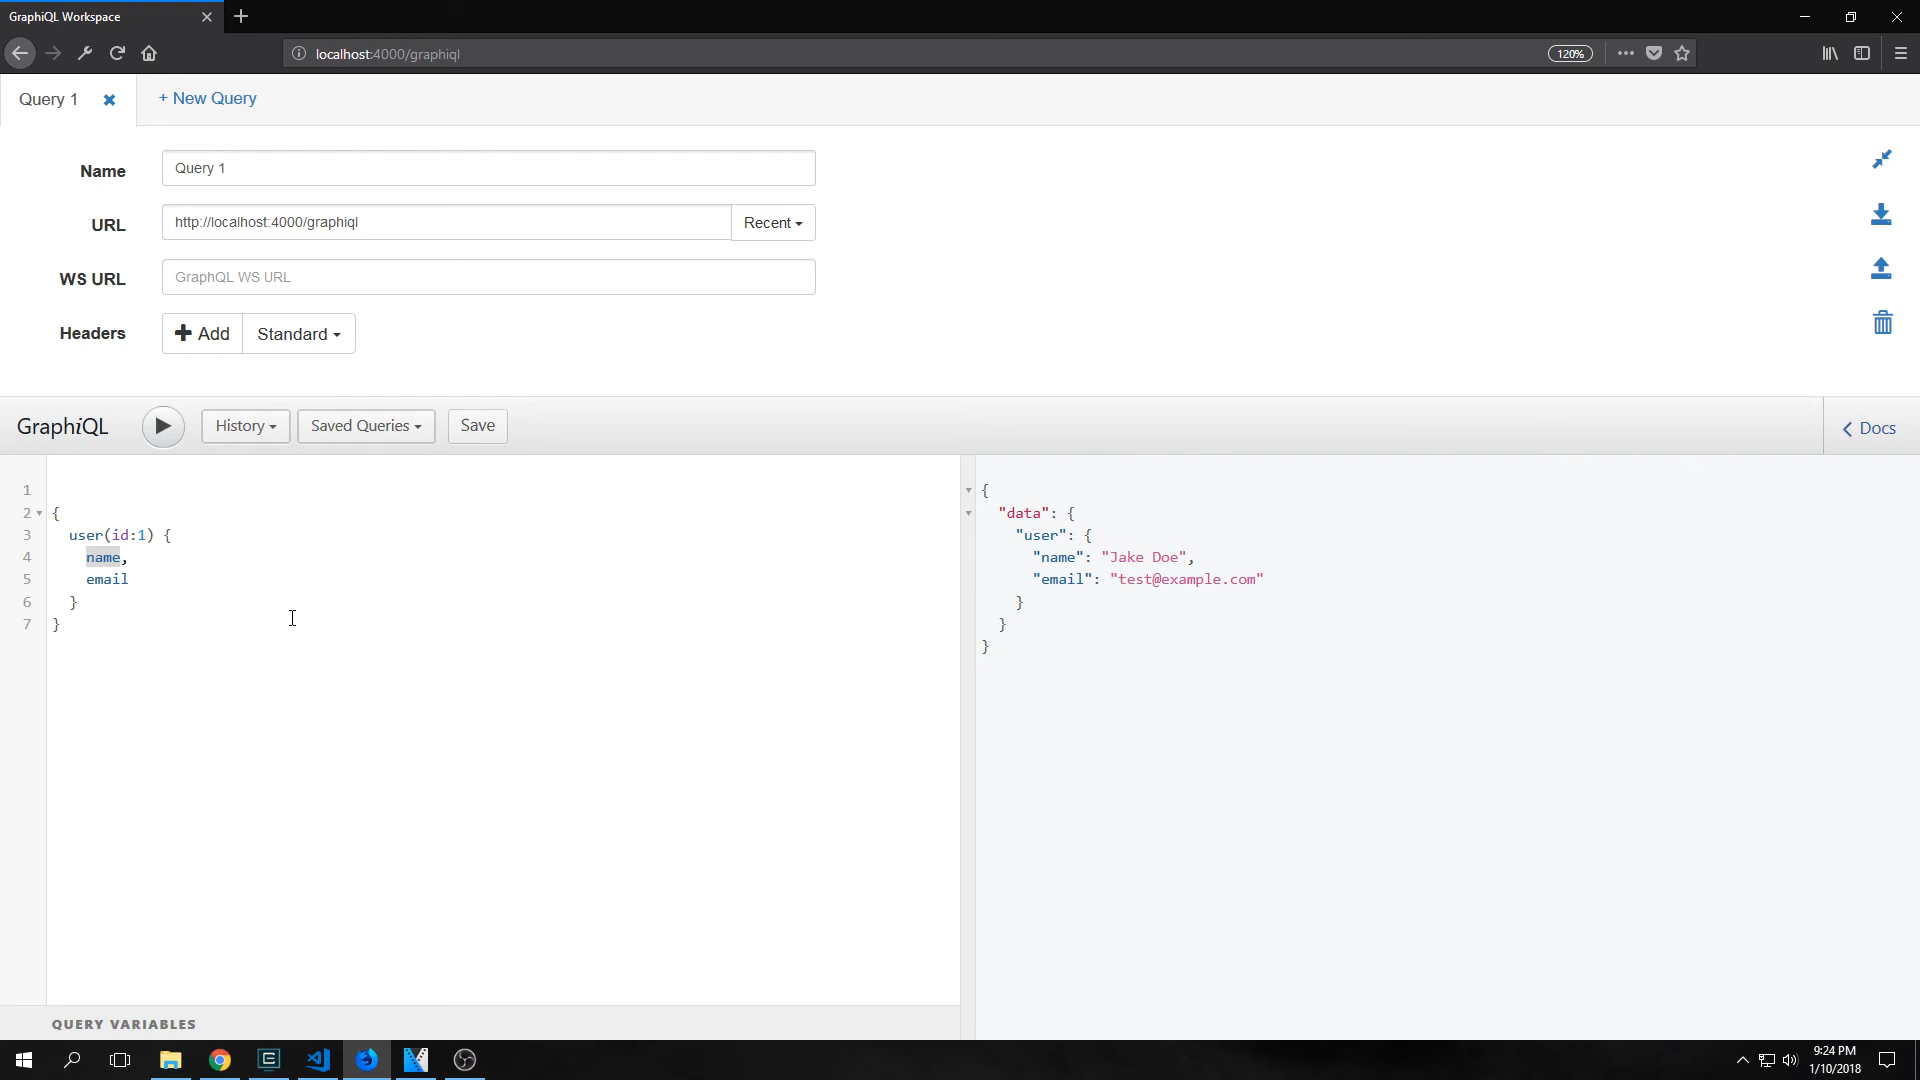 GraphiQL Workspace
localhost:4000/graphiql
120%
Query 1
+ New Query
Name
Query 1
URL
http://localhost:4000/graphiql
Recent
WS URL
GraphQL WS URL
Headers
Add
Standard
GraphiQL
History
Saved Queries
Save
Docs
1
2 {
3 user(id:1) {
4 name,
5 email
6 }
7 }
{
"data": {
"user": {
"name": "Jake Doe",
"email": "test@example.com"
}
}
}
QUERY VARIABLES
9:24 PM
1/10/2018